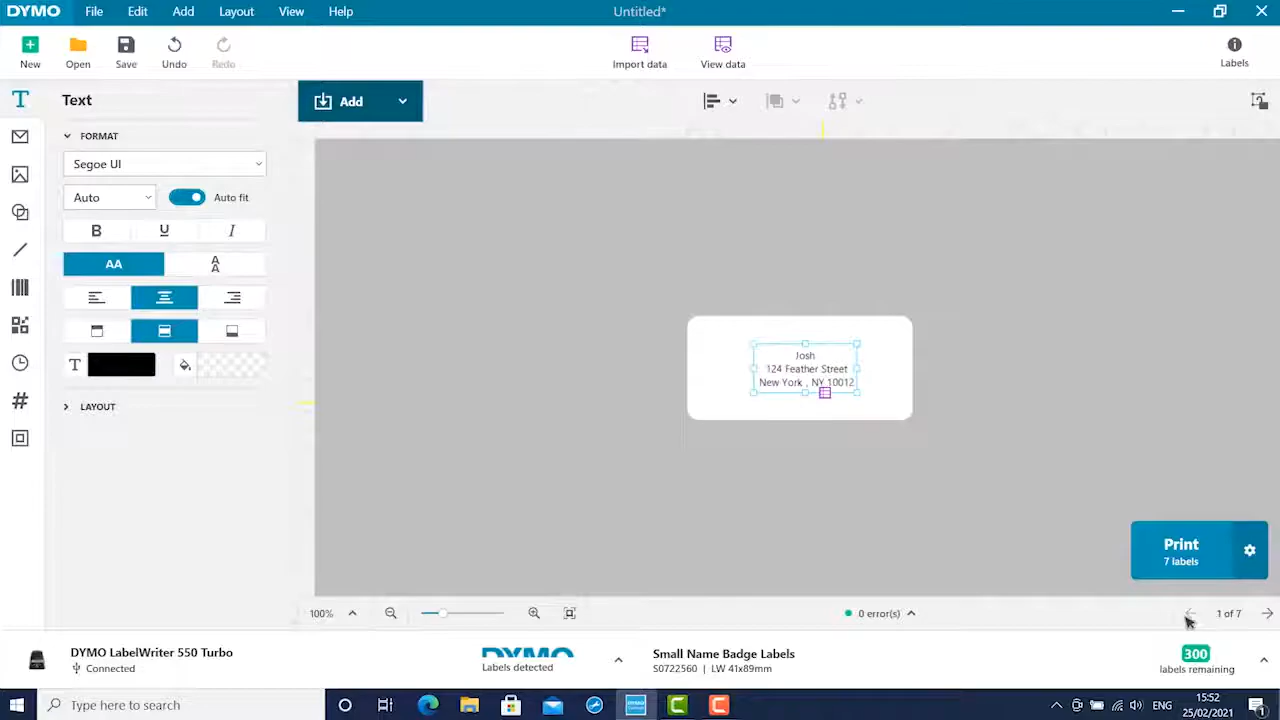 DYMO File Edit Add Layout View Help Untitled*
New Open Save Undo Redo Import data View data Labels
Text
Add
FORMAT
Segoe UI
Auto Auto fit
B U I
AA A A
T
LAYOUT
Josh
124 Feather Street
New York , NY 10012
Print
7 labels
100% 0 error(s) 1 of 7
DYMO LabelWriter 550 Turbo
Connected
DYMO
Labels detected
Small Name Badge Labels
S0722560 | LW 41x89mm
300
labels remaining
Type here to search
ENG
15:52
25/02/2021